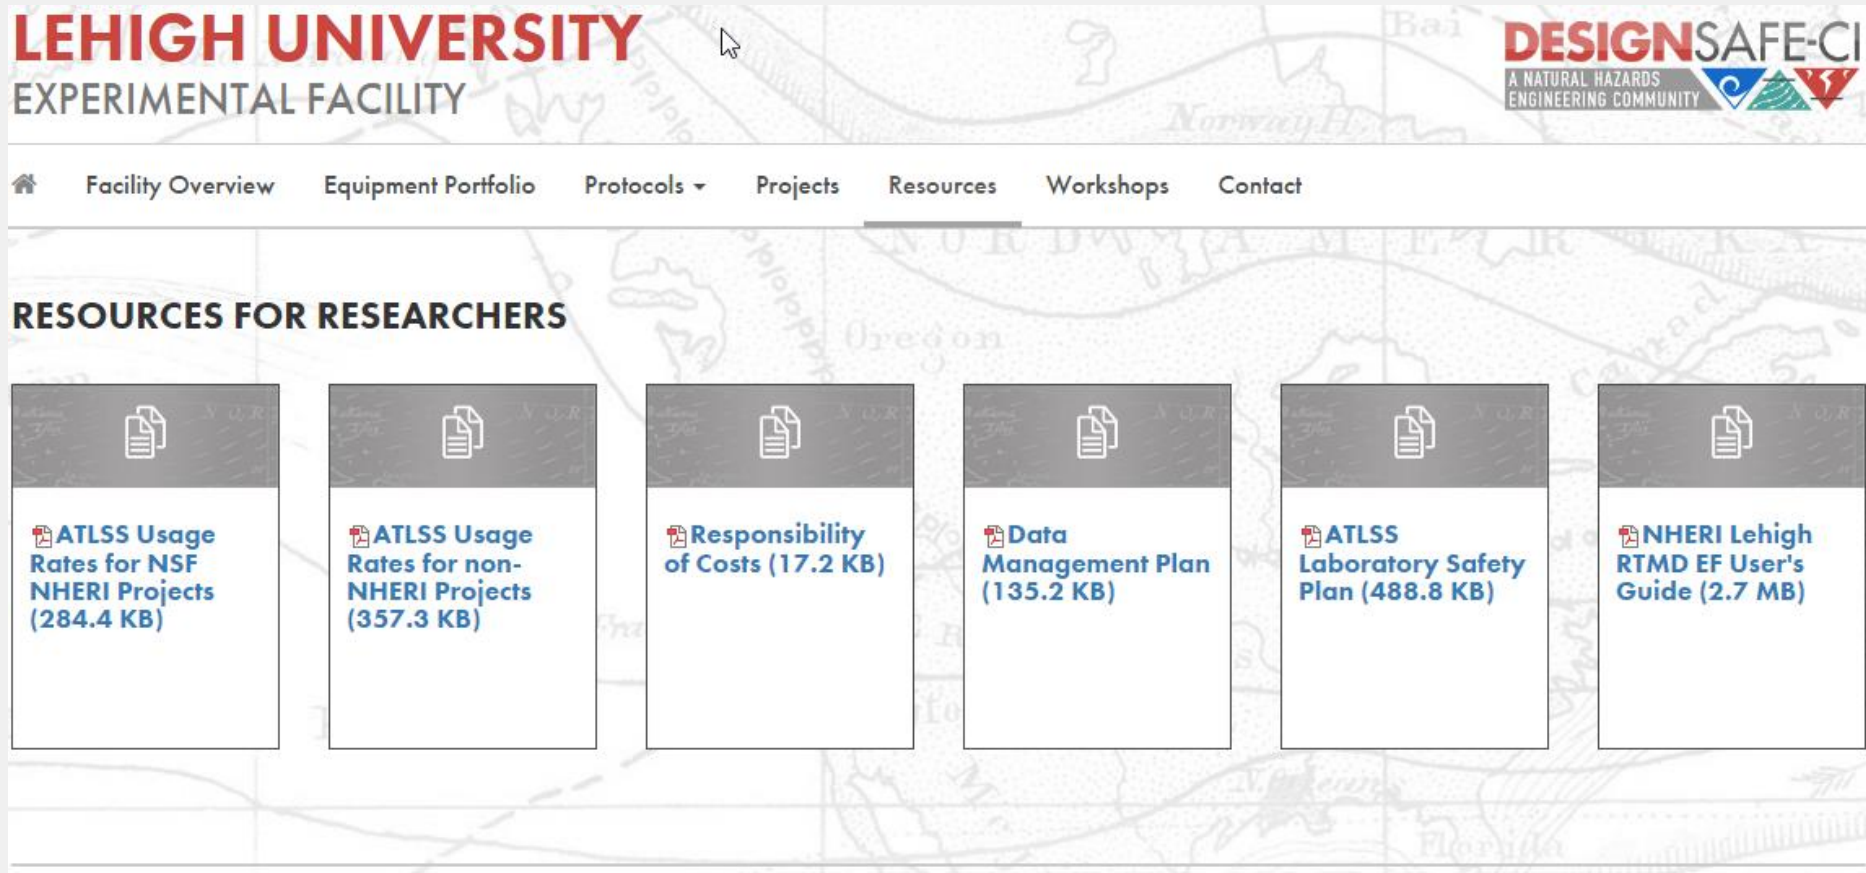 LEHIGH UNIVERSITY
EXPERIMENTAL FACILITY
DESIGNSAFE-CI
A NATURAL HAZARDS
ENGINEERING COMMUNITY
Facility Overview Equipment Portfolio Protocols Projects Resources Workshops Contact
RESOURCES FOR RESEARCHERS
ATLSS Usage
Rates for NSF
NHERI Projects
(284.4 KB)
ATLSS Usage
Rates for non-
NHERI Projects
(357.3 KB)
Responsibility
of Costs (17.2 KB)
Data
Management Plan
(135.2 KB)
ATLSS
Laboratory Safety
Plan (488.8 KB)
NHERI Lehigh
RTMD EF User's
Guide (2.7 MB)
Norway H.
Oregon
Florida